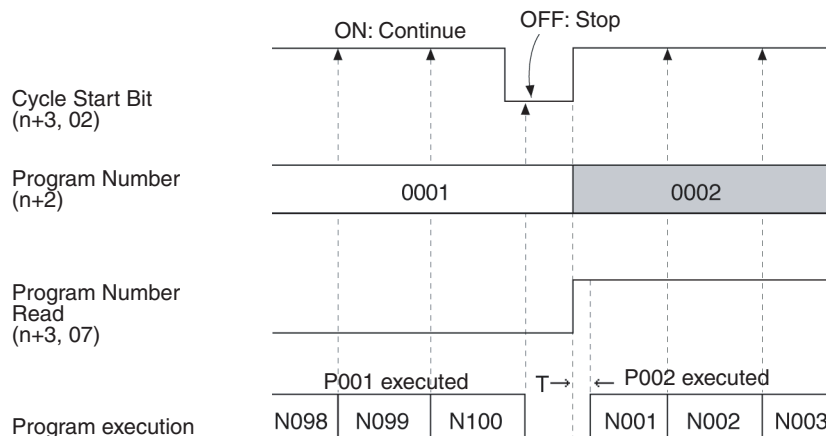 ON: Continue
OFF: Stop
Cycle Start Bit
(n+3, 02)
Program Number
(n+2)
0001
0002
Program Number
Read
(n+3, 07)
P001 executed
T
P002 executed
Program execution
N098
N099
N100
N001
N002
N003